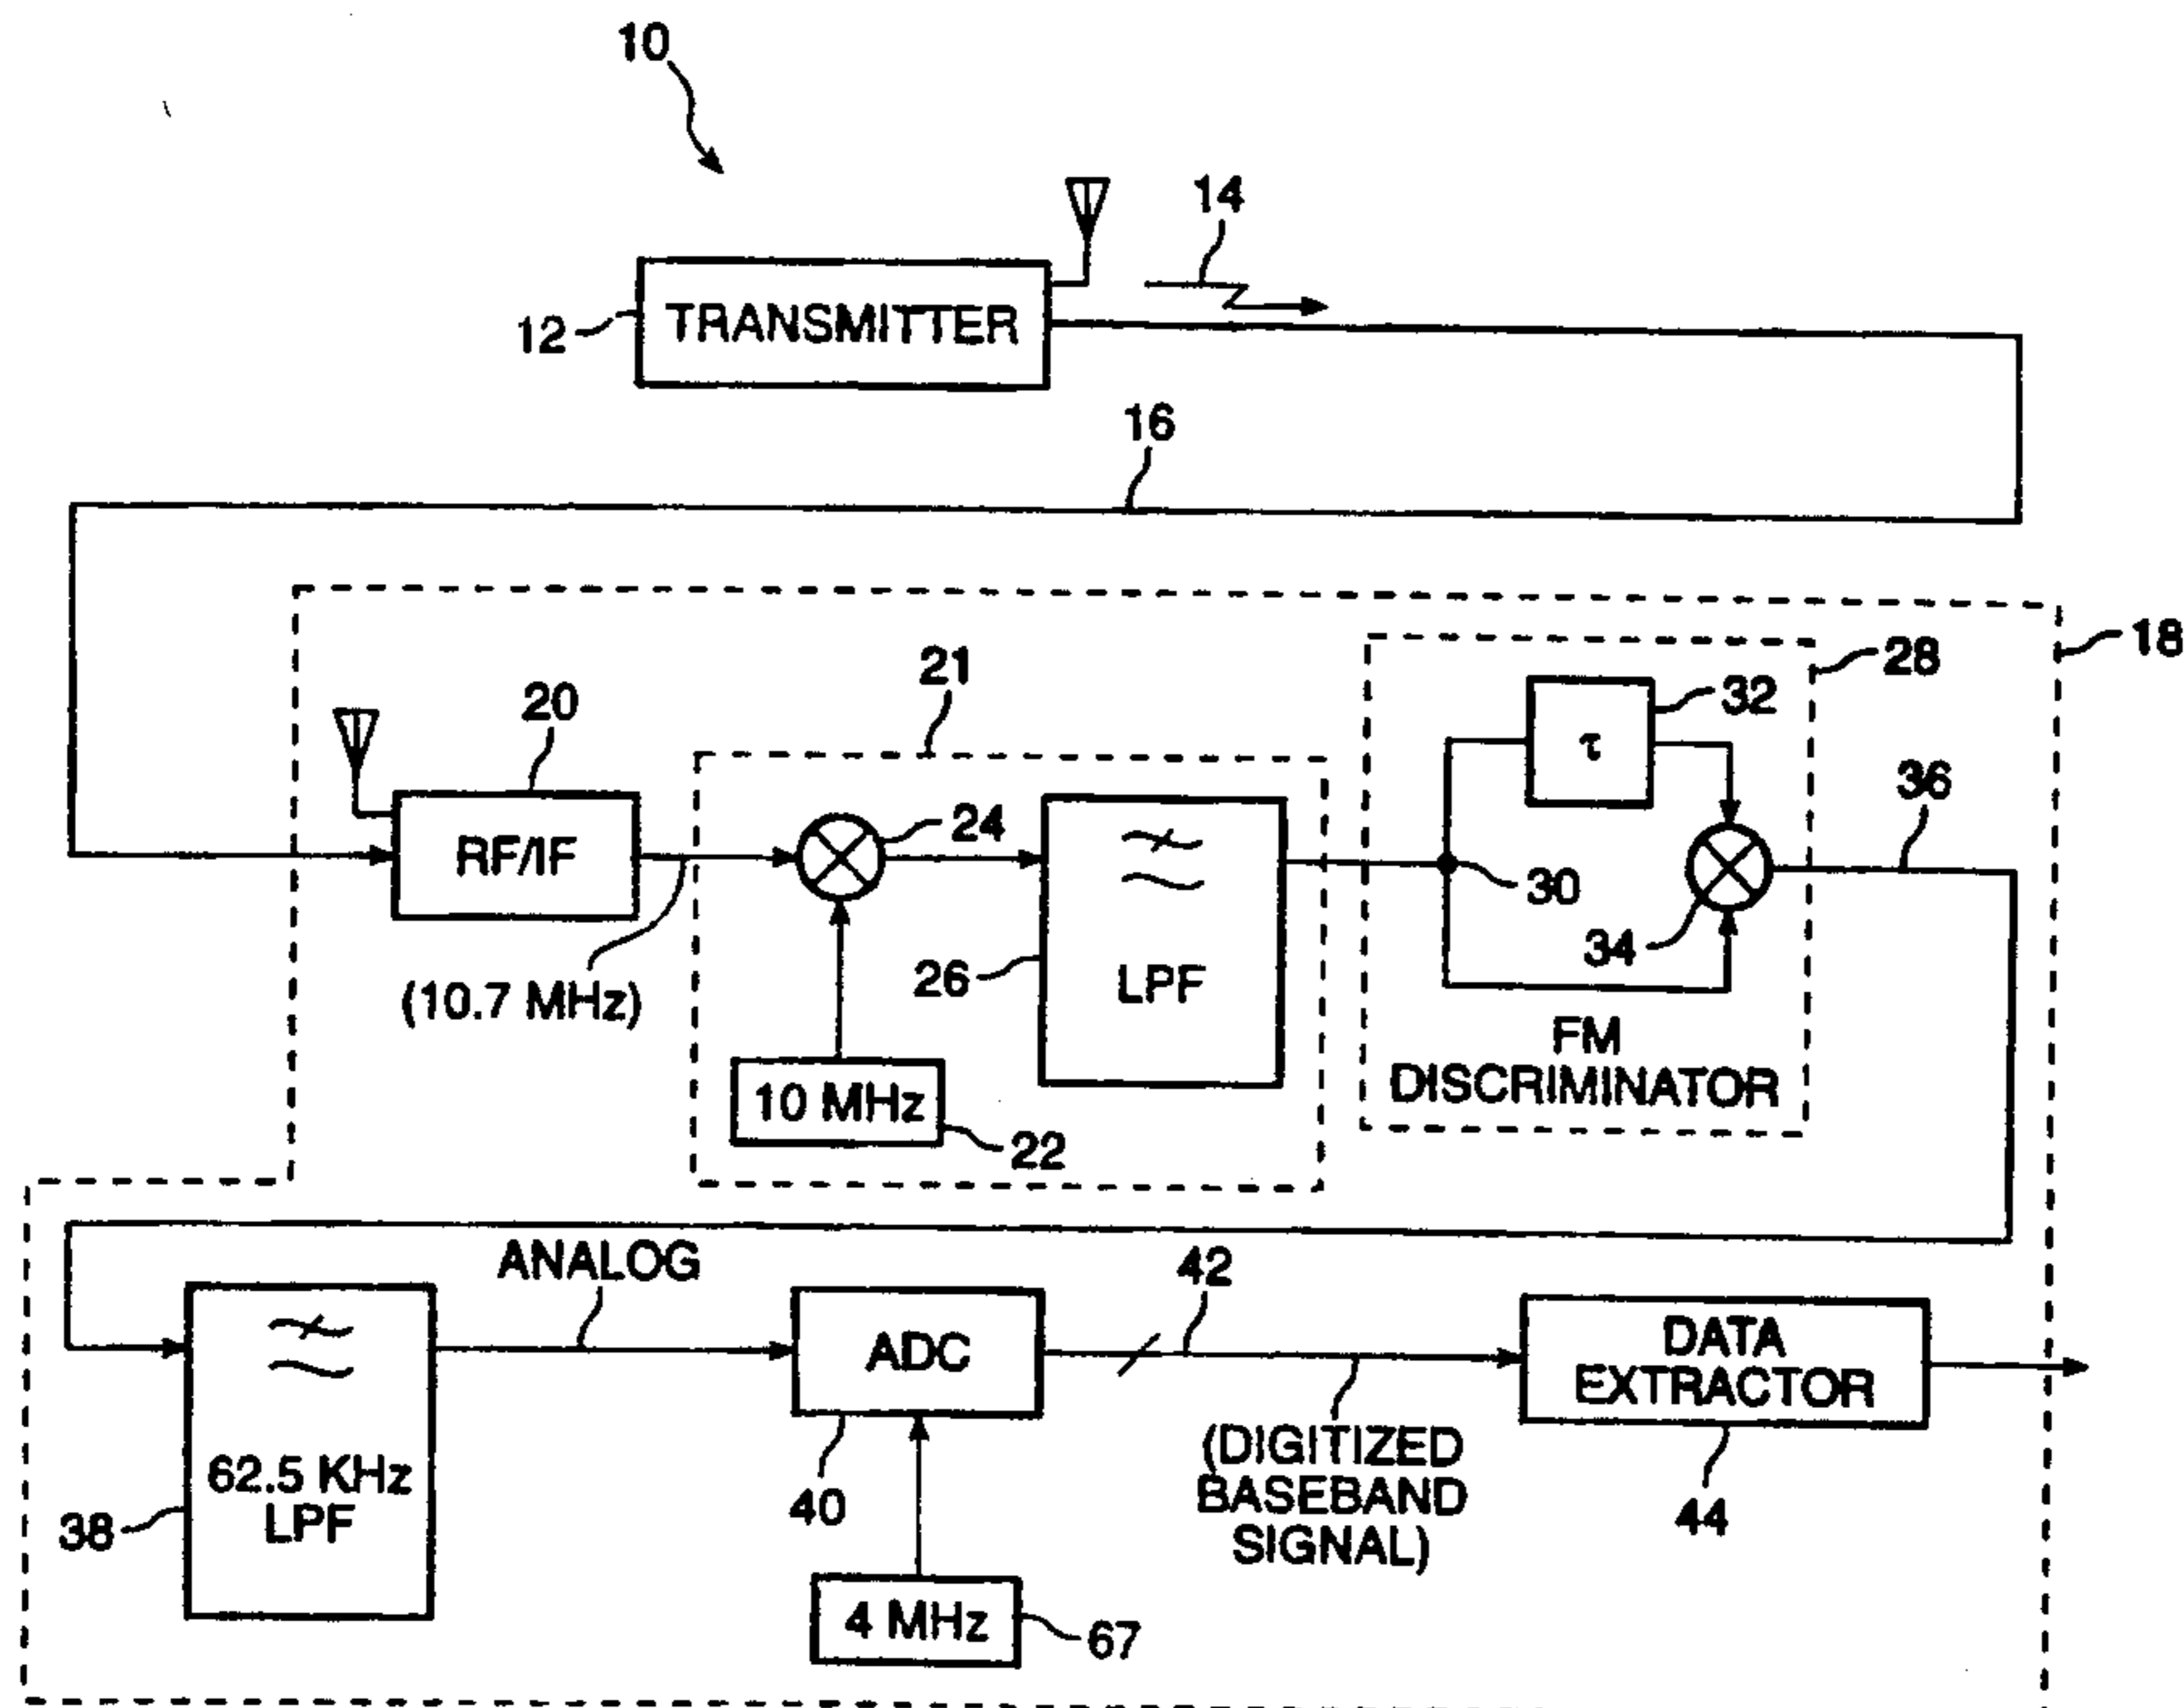 10
14
12
TRANSMITTER
16
18
21
28
20
32
τ
36
24
RF/IF
30
34
26
LPF
(10.7 MHz)
FM
DISCRIMINATOR
10 MHz
22
ANALOG
42
ADC
DATA
EXTRACTOR
62.5 KHz
LPF
38
40
(DIGITIZED
BASEBAND
SIGNAL)
44
4 MHz
67